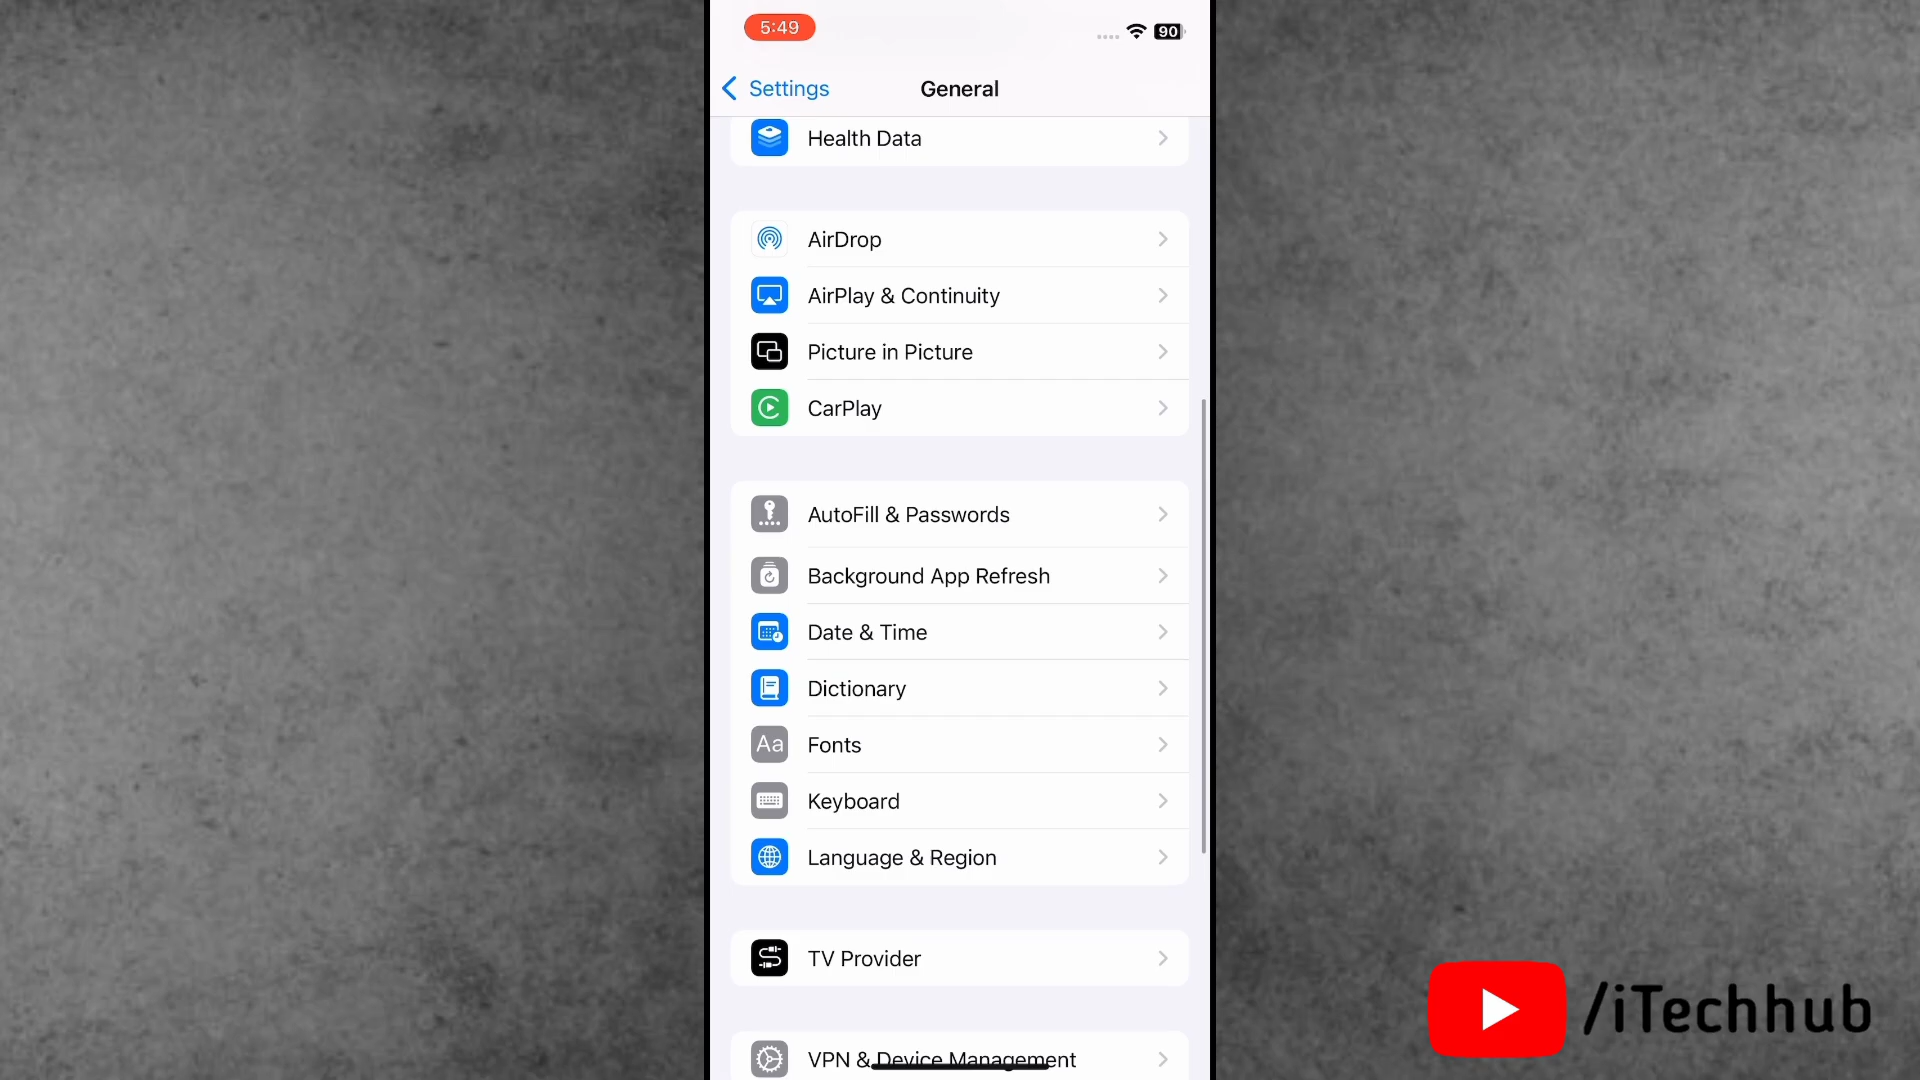 5:49
90
Settings
General
Health Data
AirDrop
AirPlay & Continuity
Picture in Picture
CarPlay
AutoFill & Passwords
Background App Refresh
Date & Time
Dictionary
Aa
Fonts
Keyboard
Language & Region
TV Provider
VPN & Device Management
/iTechhub